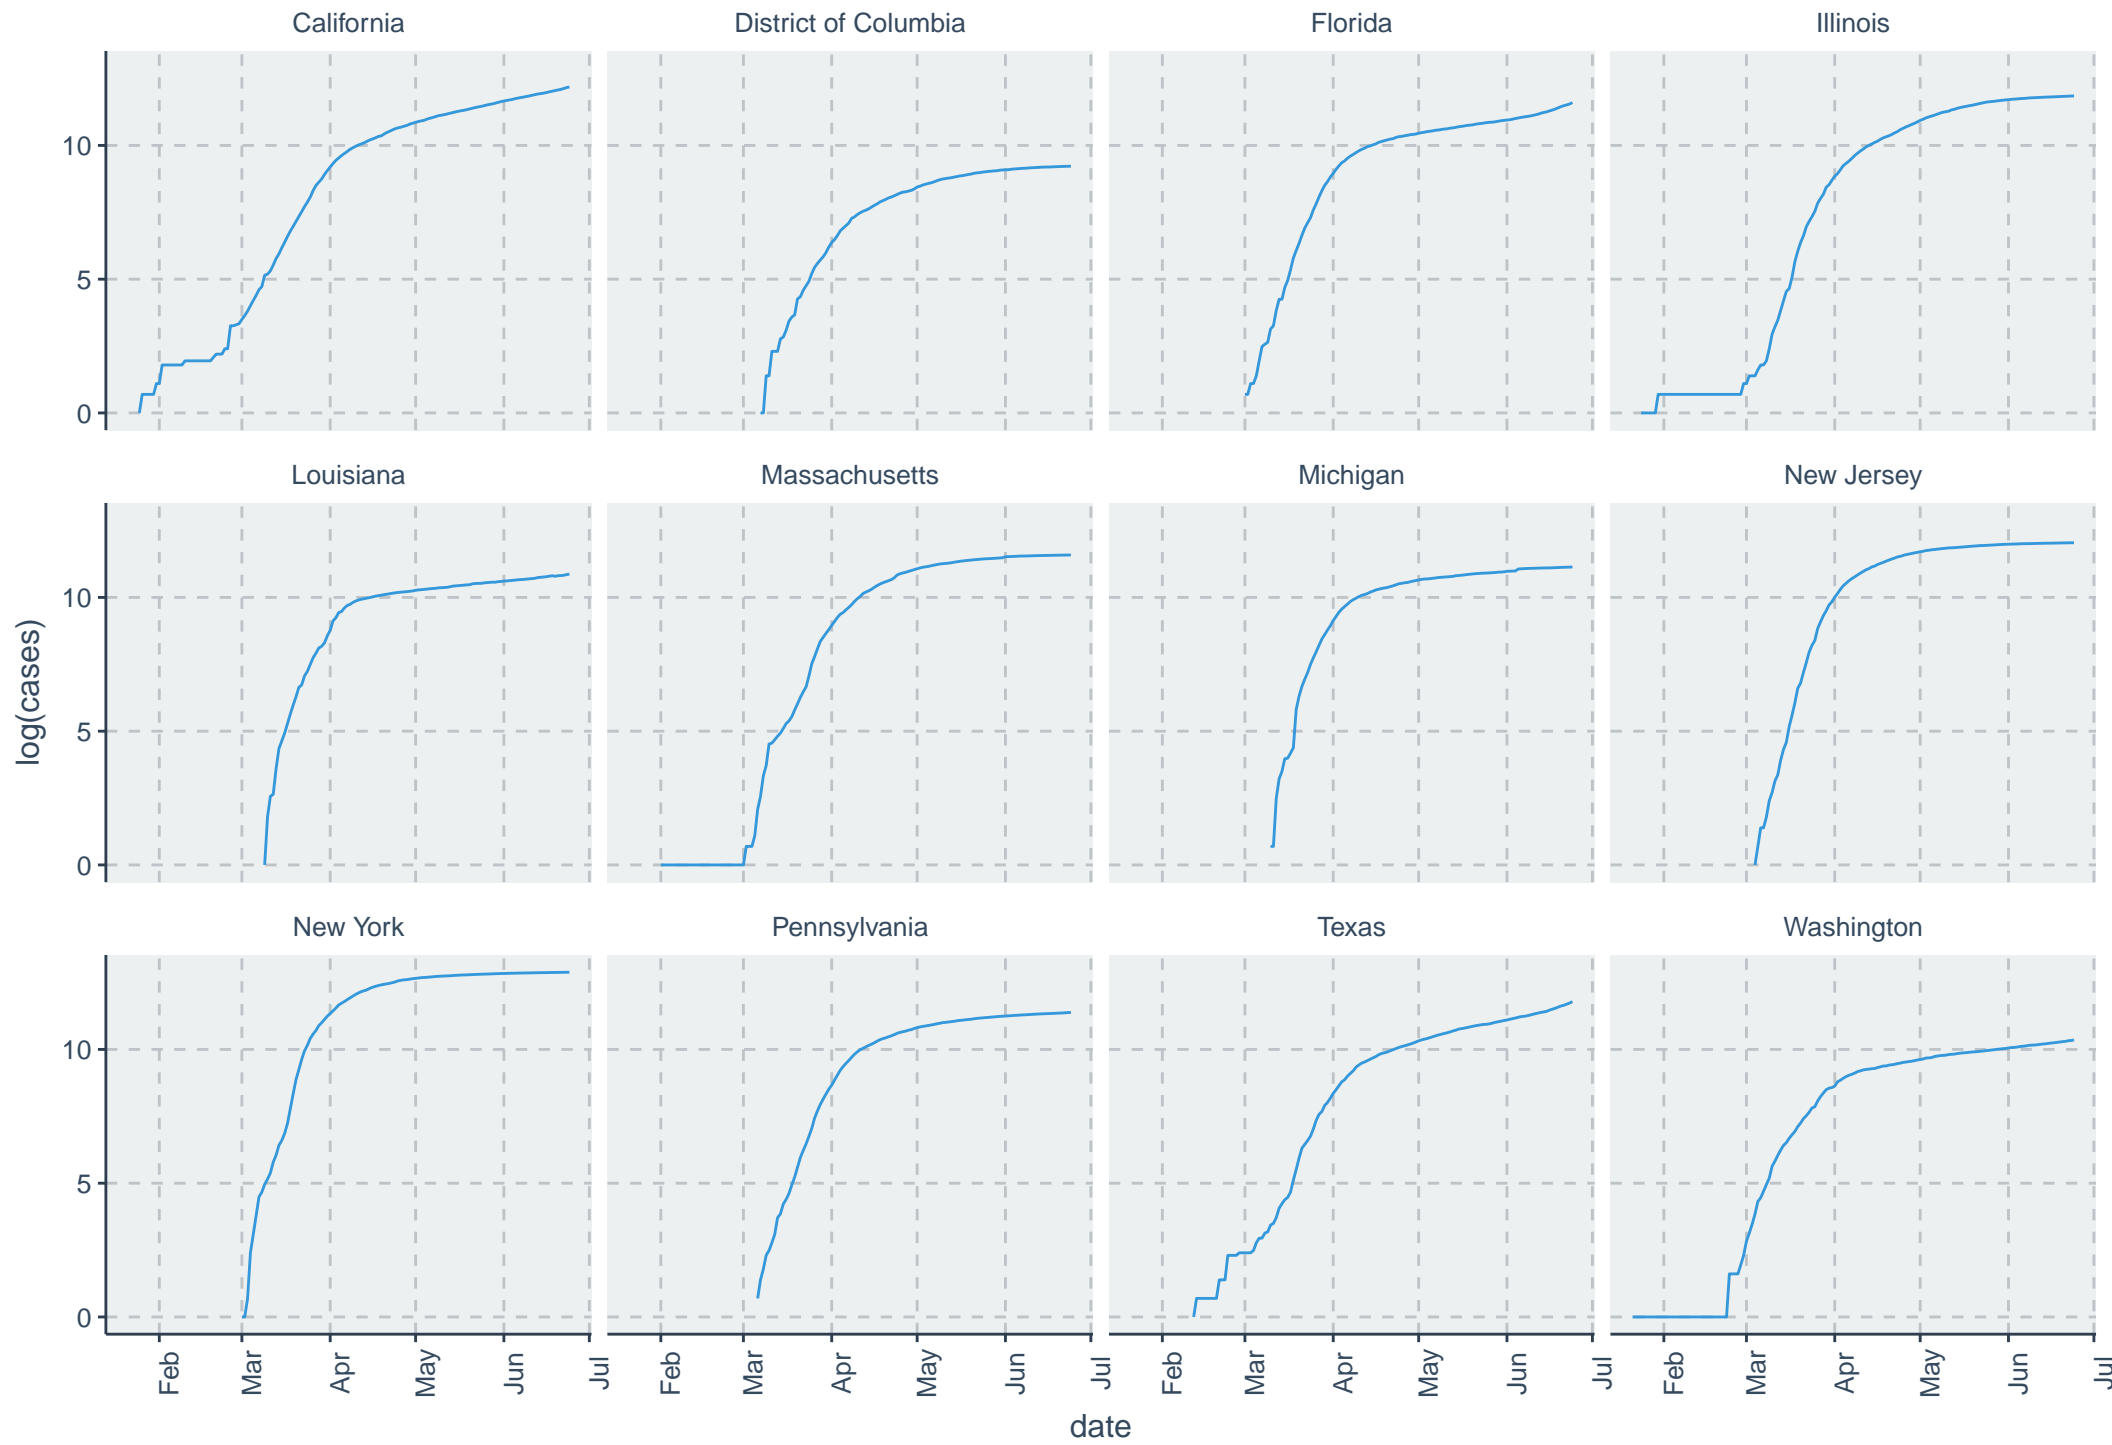 California
District of Columbia
Florida
Illinois
10
5
0
Louisiana
Massachusetts
Michigan
New Jersey
10
5
0
log(cases)
New York
Pennsylvania
Texas
Washington
10
5
0
Feb
Mar
Apr
May
Jun
Jul
Feb
Mar
Apr
May
Jun
Jul
Feb
Mar
Apr
May
Jun
Jul
Feb
Mar
Apr
May
Jun
Jul
date